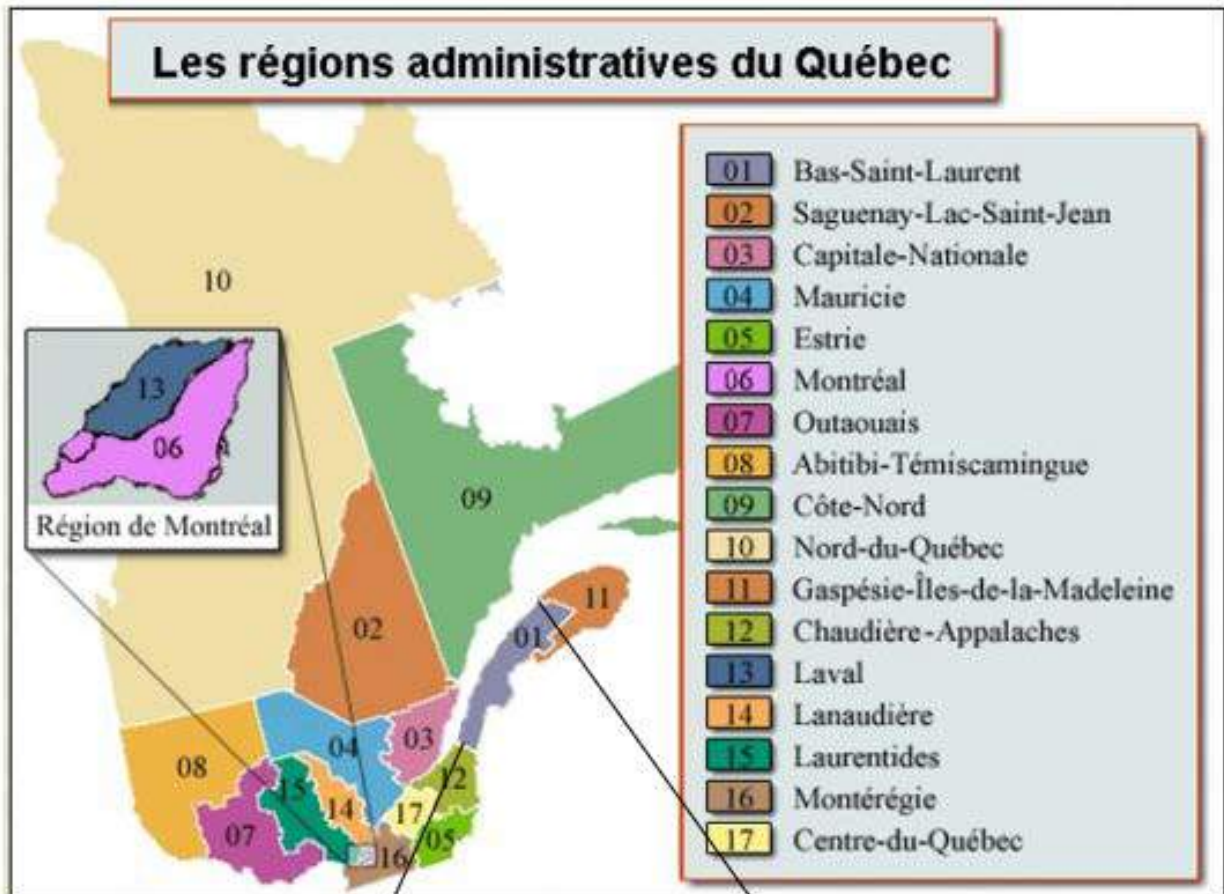 Les régions administratives du Québec
01 Bas-Saint-Laurent
02 Saguenay-Lac-Saint-Jean
03 Capitale-Nationale
04 Mauricie
05 Estrie
06 Montréal
07 Outaouais
08 Abitibi-Témiscamingue
09 Côte-Nord
10 Nord-du-Québec
11 Gaspésie-Îles-de-la-Madeleine
12 Chaudière-Appalaches
13 Laval
14 Lanaudière
15 Laurentides
16 Montérégie
17 Centre-du-Québec
10
13
06
Région de Montréal
09
11
02
01
03
04
08
12
15
14
17
07
05
16